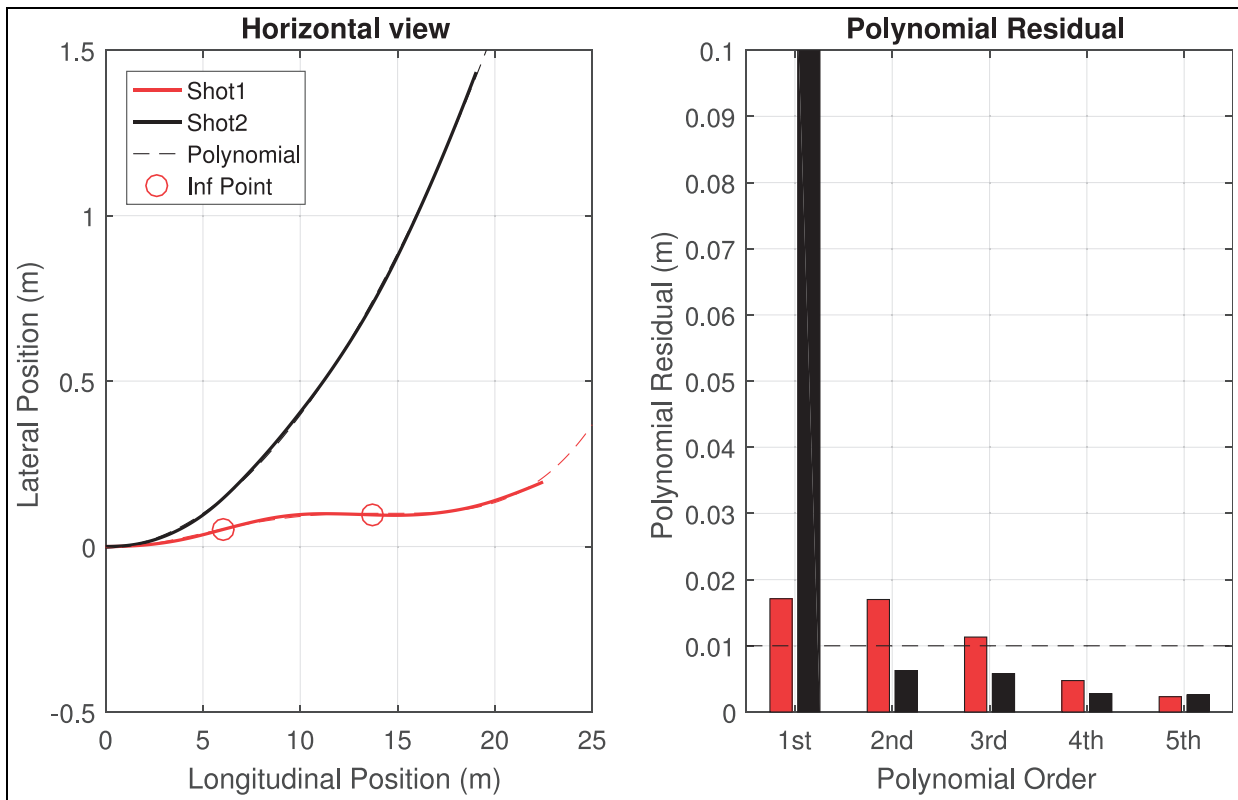 Horizontal view
1.5
1
0.5
0
-0.5
Lateral Position (m)
Shot1
Shot2
Polynomial
Inf Point
0 5 10 15 20 25
Longitudinal Position (m)
Polynomial Residual
0.1
0.09
0.08
0.07
0.06
0.05
0.04
0.03
0.02
0.01
0
Polynomial Residual (m)
1st 2nd 3rd 4th 5th
Polynomial Order